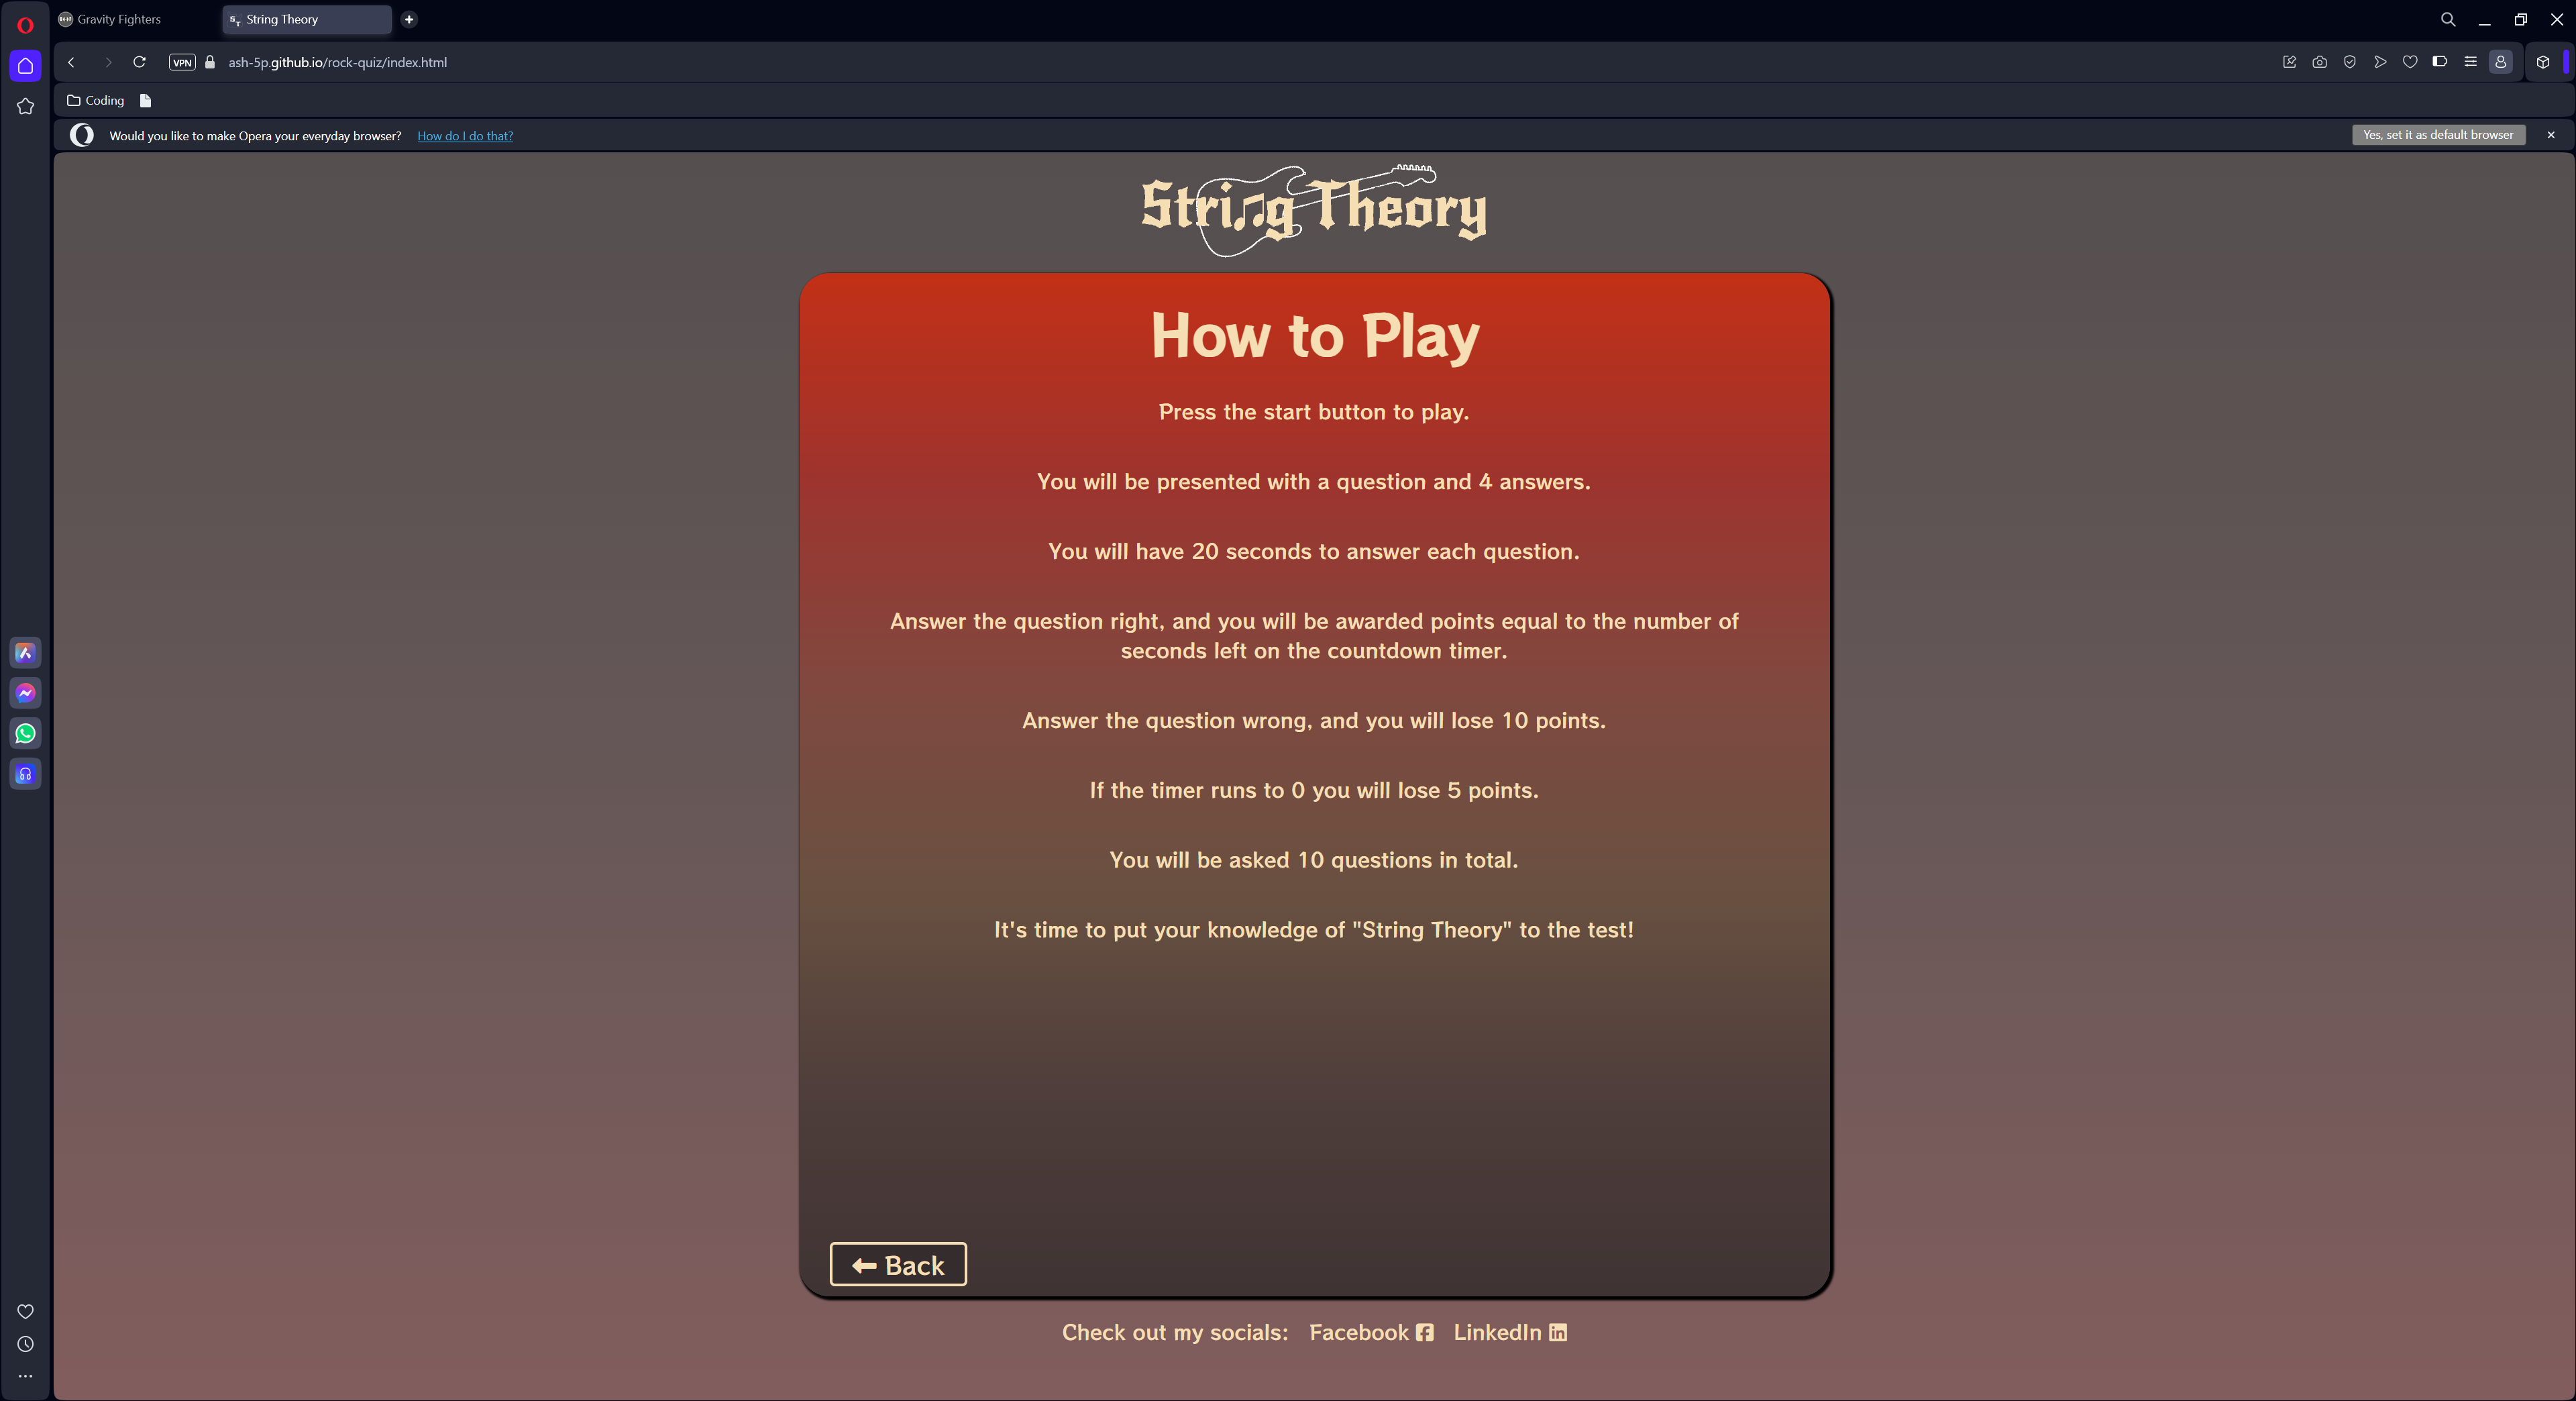 Gravity Fighters
String Theory
VPN
ash-5p.github.io/rock-quiz/index.html
Coding
Would you like to make Opera your everyday browser? How do I do that?
Yes, set it as default browser
String Theory
How to Play
Press the start button to play.
You will be presented with a question and 4 answers.
You will have 20 seconds to answer each question.
Answer the question right, and you will be awarded points equal to the number of
seconds left on the countdown timer.
Answer the question wrong, and you will lose 10 points.
If the timer runs to 0 you will lose 5 points.
You will be asked 10 questions in total.
It's time to put your knowledge of "String Theory" to the test!
Back
Check out my socials: Facebook LinkedIn